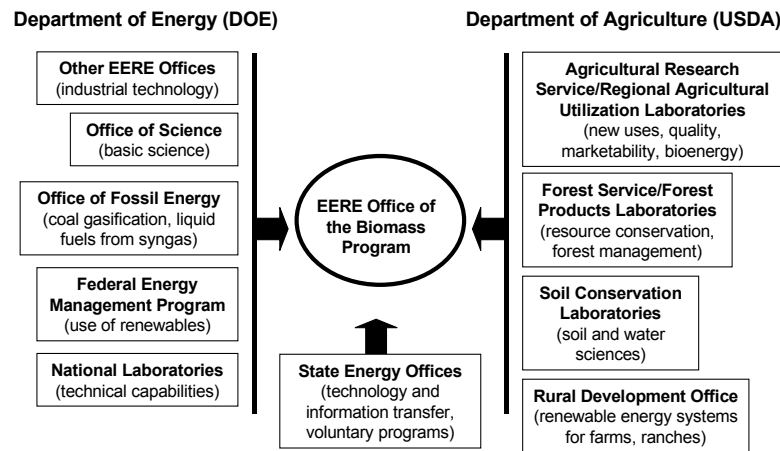 Department of Energy (DOE)
Other EERE Offices
(industrial technology)
Office of Science
(basic science)
Office of Fossil Energy
(coal gasification, liquid
fuels from syngas)
Federal Energy
Management Program
(use of renewables)
National Laboratories
(technical capabilities)
EERE Office of
the Biomass
Program
State Energy Offices
(technology and
information transfer,
voluntary programs)
Department of Agriculture (USDA)
Agricultural Research
Service/Regional Agricultural
Utilization Laboratories
(new uses, quality,
marketability, bioenergy)
Forest Service/Forest
Products Laboratories
(resource conservation,
forest management)
Soil Conservation
Laboratories
(soil and water
sciences)
Rural Development Office
(renewable energy systems
for farms, ranches)